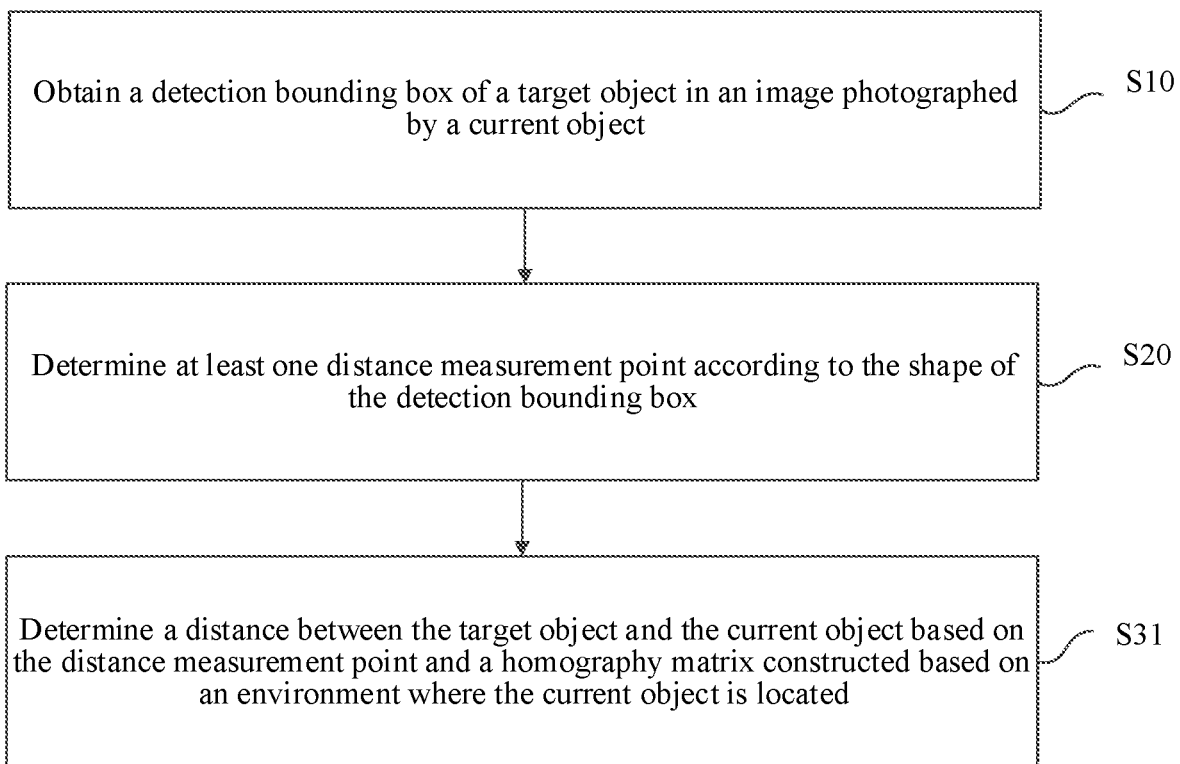 Obtain a detection bounding box of a target object in an image photographed
by a current object
S10
Determine at least one distance measurement point according to the shape of
the detection bounding box
S20
Determine a distance between the target object and the current object based on
the distance measurement point and a homography matrix constructed based on
an environment where the current object is located
S31